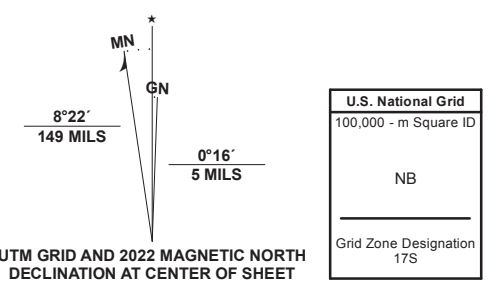 ★
MN
GN
8°22´
149 MILS
0°16´
5 MILS
UTM GRID AND 2022 MAGNETIC NORTH
DECLINATION AT CENTER OF SHEET
U.S. National Grid
100,000 - m Square ID
NB
Grid Zone Designation
17S